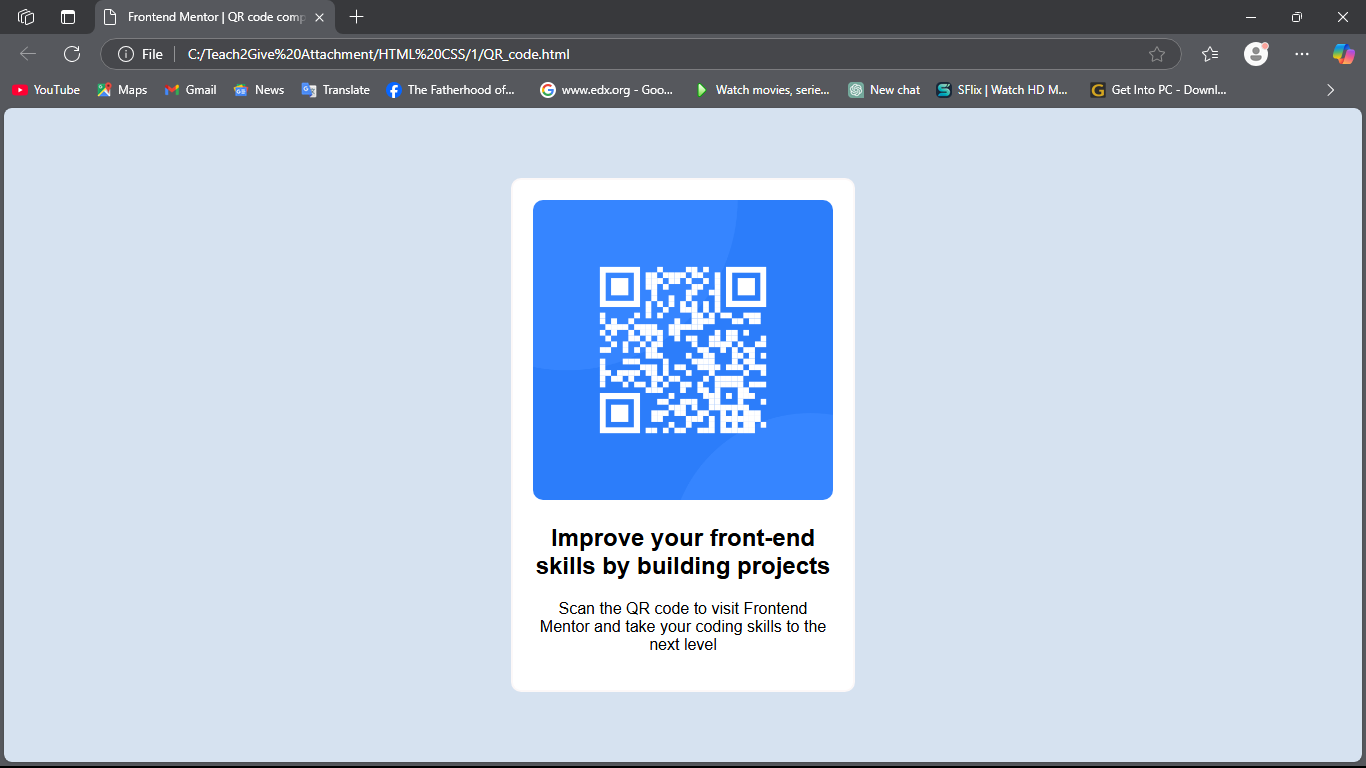 Frontend Mentor | QR code comp
File
C:/Teach2Give%20Attachment/HTML%20CSS/1/QR_code.html
YouTube
Maps
Gmail
News
Translate
The Fatherhood of...
www.edx.org - Goo...
Watch movies, serie...
New chat
SFlix | Watch HD M...
Get Into PC - Downl...
Improve your front-end
skills by building projects
Scan the QR code to visit Frontend
Mentor and take your coding skills to the
next level